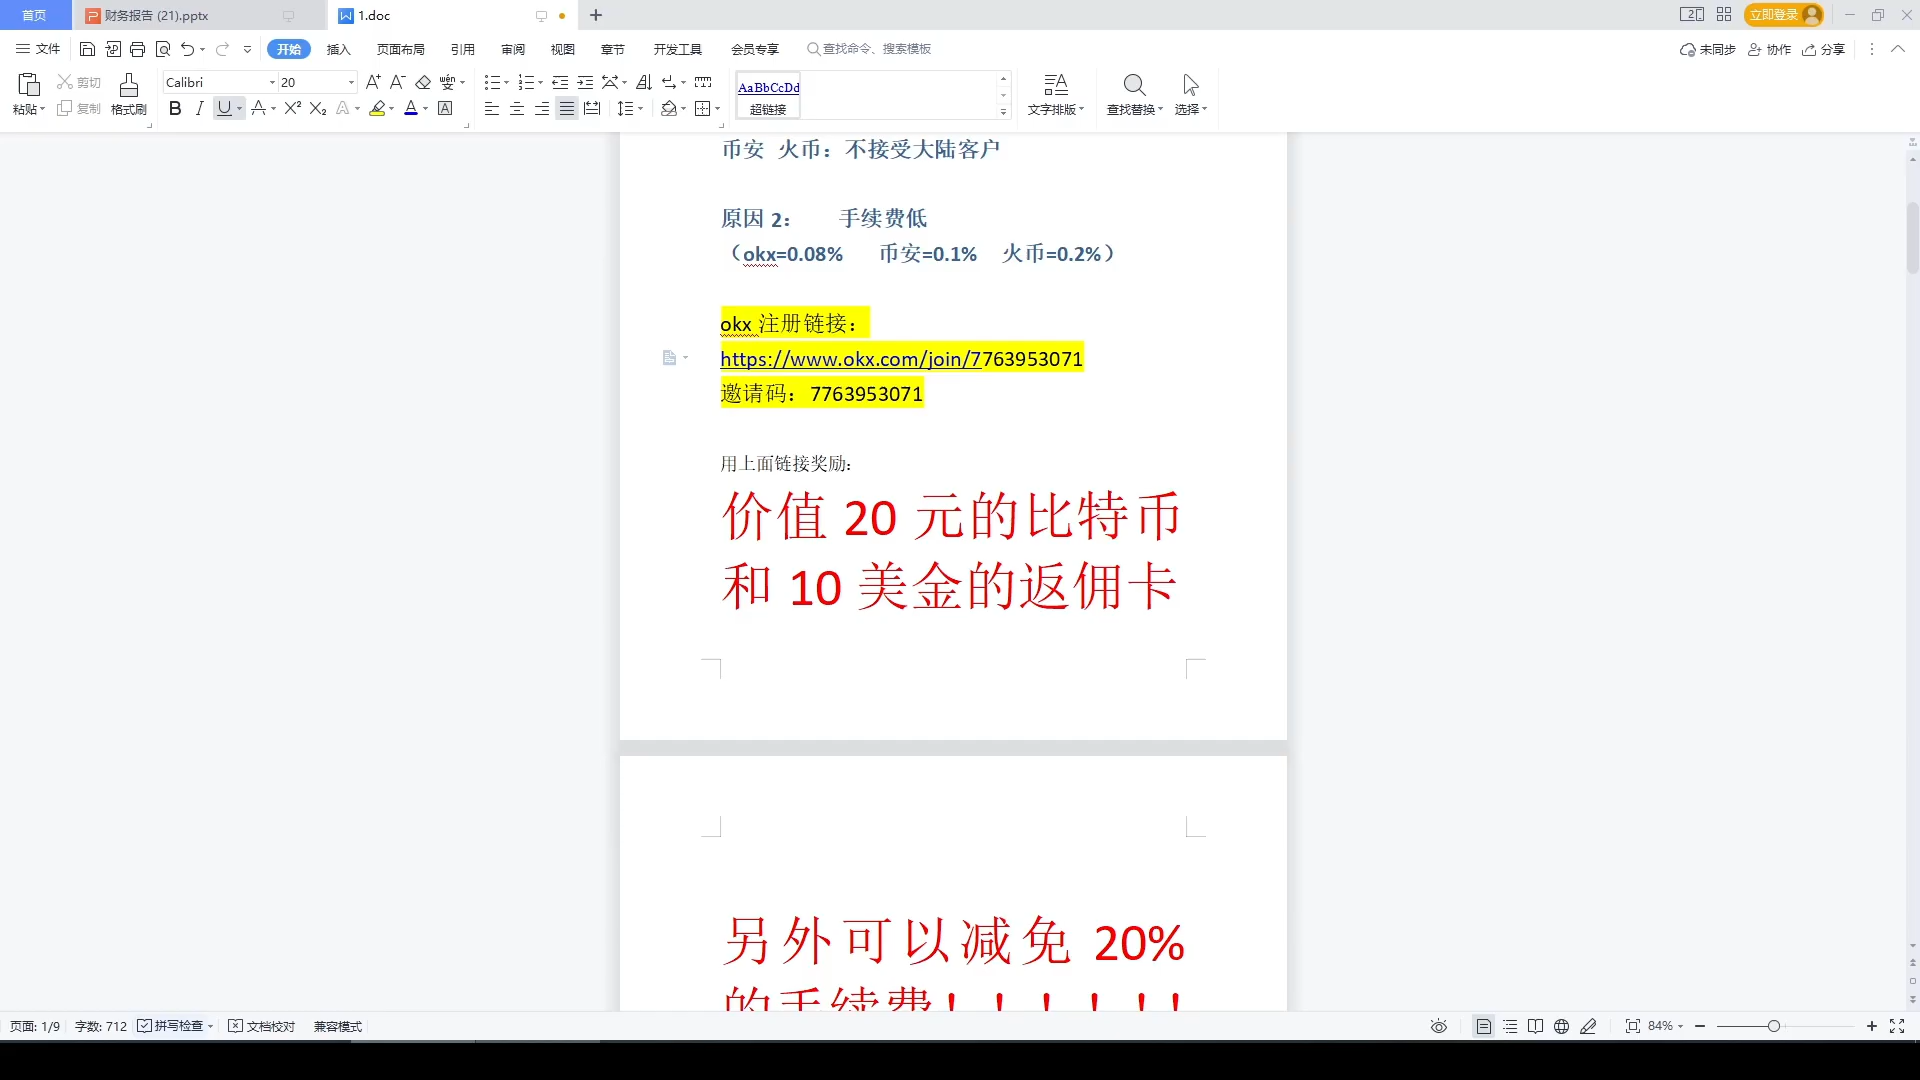 首页
财务报告 (21).pptx
1.doc
立即登录
文件
开始
插入
页面布局
引用
审阅
视图
章节
开发工具
会员专享
查找命令、搜索模板
未同步
协作
分享
粘贴
剪切
复制
格式刷
Calibri
20
AaBbCcDd
超链接
文字排版
查找替换
选择
币安 火币：不接受大陆客户
原因 2： 手续费低
（okx=0.08% 币安=0.1% 火币=0.2%）
okx 注册链接：
https://www.okx.com/join/7763953071
邀请码：7763953071
用上面链接奖励：
价值 20 元的比特币
和 10 美金的返佣卡
另外可以减免 20%
的手续费！！！！！！
页面: 1/9
字数: 712
拼写检查
文档校对
兼容模式
84%